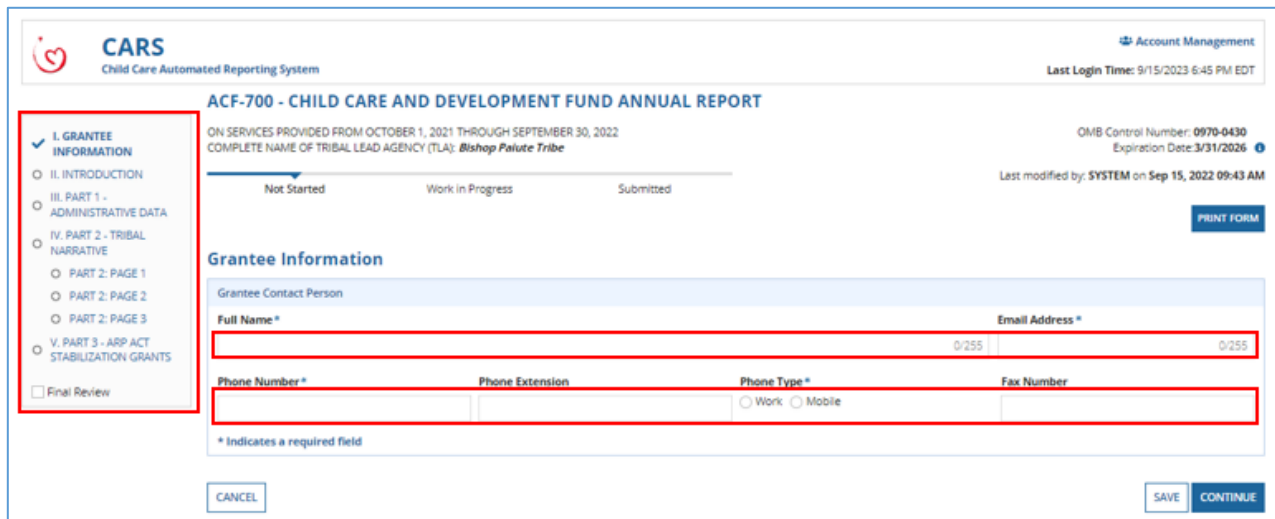 CARS
Child Care Automated Reporting System
Account Management
Last Login Time: 9/15/2023 6:45 PM EDT
I. GRANTEE
INFORMATION
II. INTRODUCTION
III. PART 1 -
ADMINISTRATIVE DATA
IV. PART 2 - TRIBAL
NARRATIVE
PART 2: PAGE 1
PART 2: PAGE 2
PART 2: PAGE 3
V. PART 3 - ARP ACT
STABILIZATION GRANTS
Final Review
ACF-700 - CHILD CARE AND DEVELOPMENT FUND ANNUAL REPORT
ON SERVICES PROVIDED FROM OCTOBER 1, 2021 THROUGH SEPTEMBER 30, 2022
COMPLETE NAME OF TRIBAL LEAD AGENCY (TLA): Bishop Paiute Tribe
OMB Control Number: 0970-0430
Expiration Date:3/31/2026
Not Started Work in Progress Submitted
Last modified by: SYSTEM on Sep 15, 2022 09:43 AM
PRINT FORM
Grantee Information
Grantee Contact Person
Full Name * Email Address *
0/255 0/255
Phone Number * Phone Extension Phone Type * Fax Number
Work Mobile
* Indicates a required field
CANCEL SAVE CONTINUE